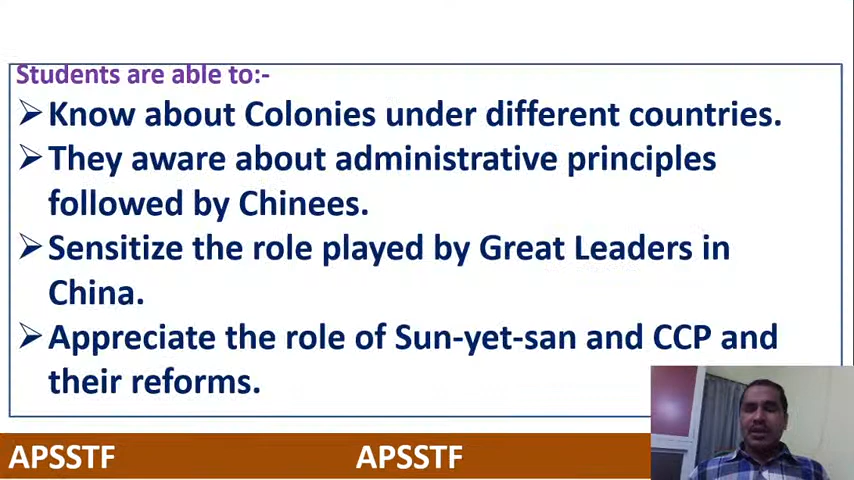 Students are able to:-
Know about Colonies under different countries.
They aware about administrative principles
followed by Chinees.
Sensitize the role played by Great Leaders in
China.
Appreciate the role of Sun-yet-san and CCP and
their reforms.
APSSTF APSSTF